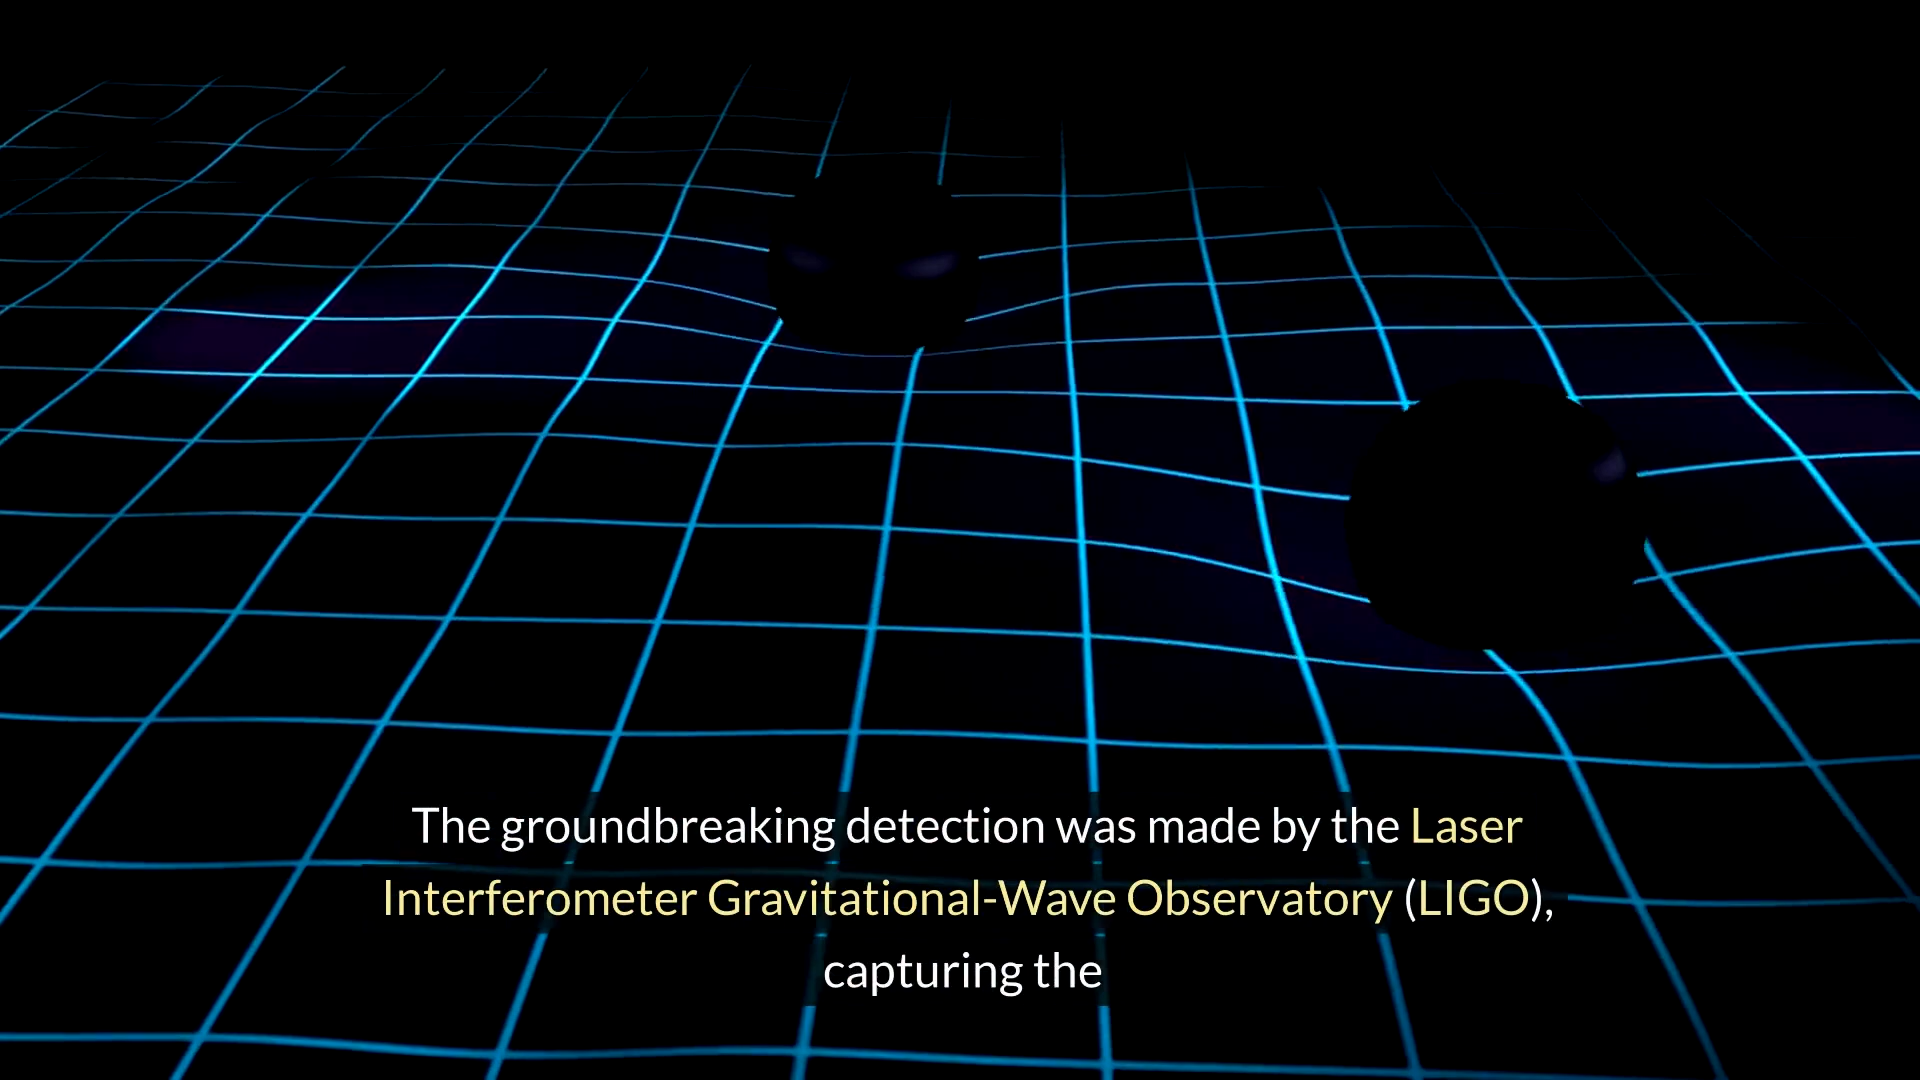 The groundbreaking detection was made by the Laser
Interferometer Gravitational-Wave Observatory (LIGO),
capturing the